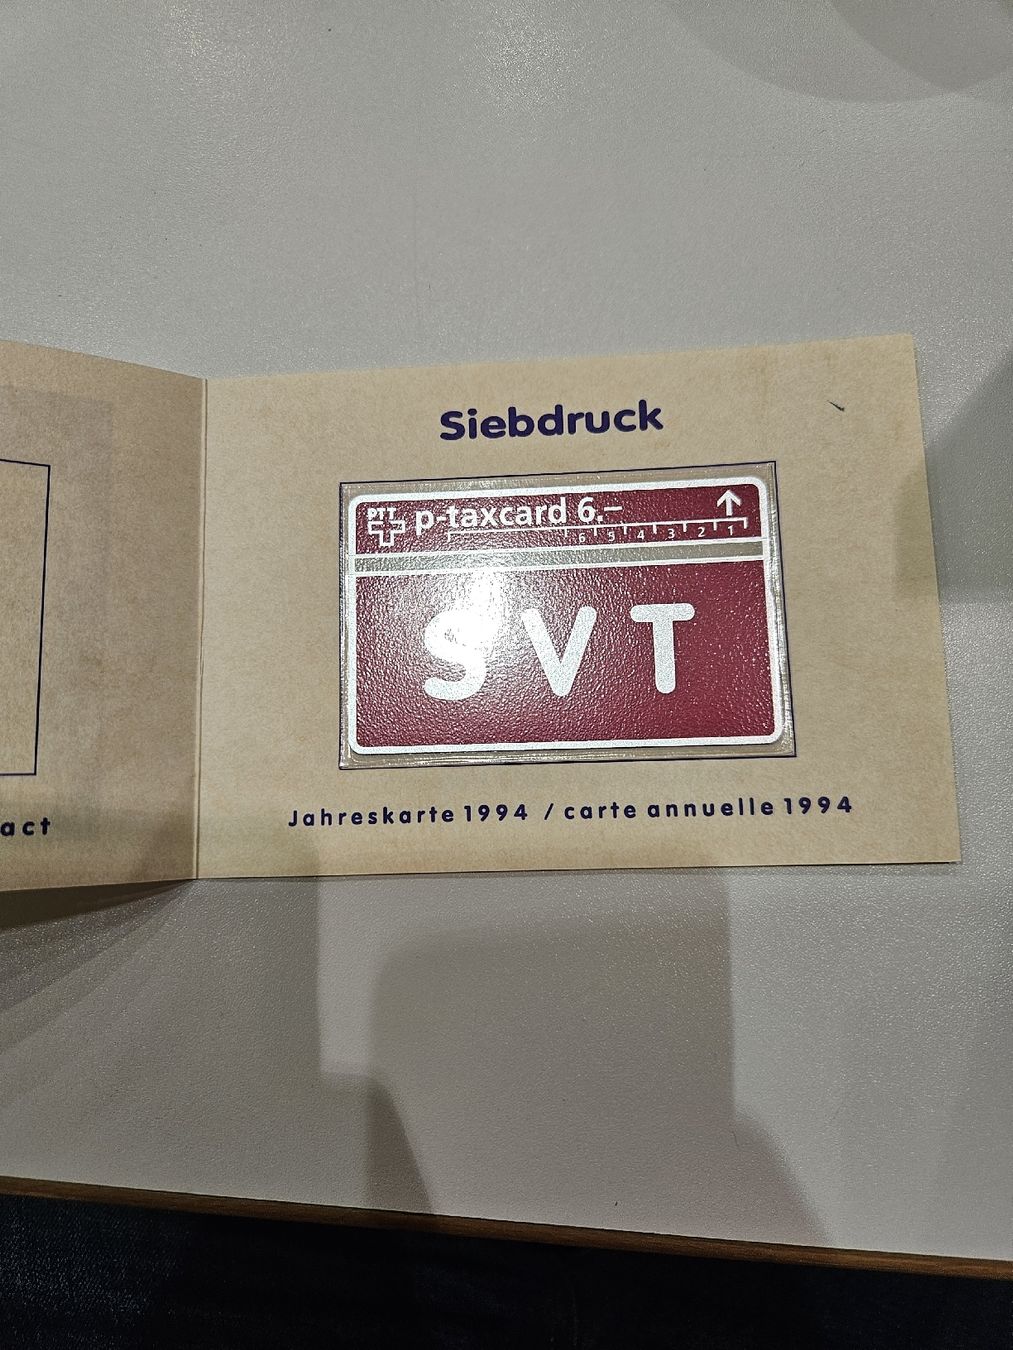 Siebdruck
PTT
p-taxcard 6.–
6 5 4 3 2 1
SVT
act
Jahreskarte 1994 / carte annuelle 1994